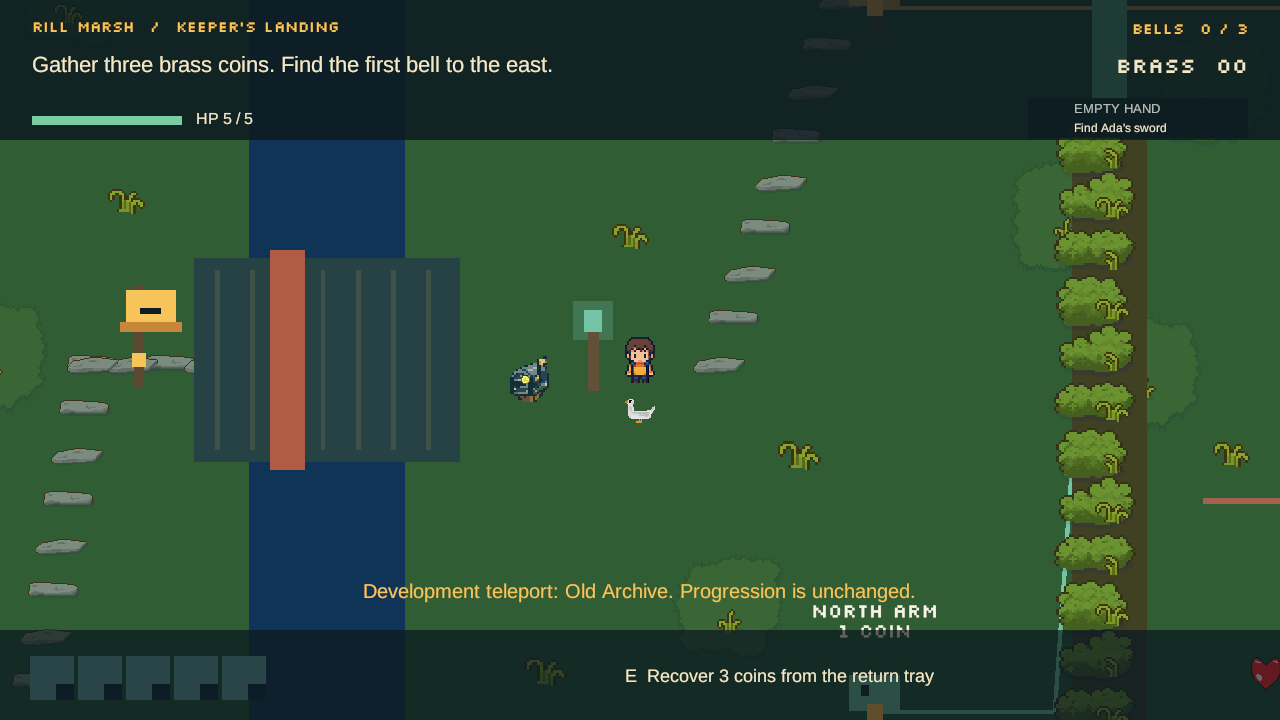 RILL MARSH / KEEPER'S LANDING
BELLS 0 / 3
Gather three brass coins. Find the first bell to the east.
BRASS 00
HP 5 / 5
EMPTY HAND
Find Ada's sword
Development teleport: Old Archive. Progression is unchanged.
NORTH ARM
1 COIN
E Recover 3 coins from the return tray